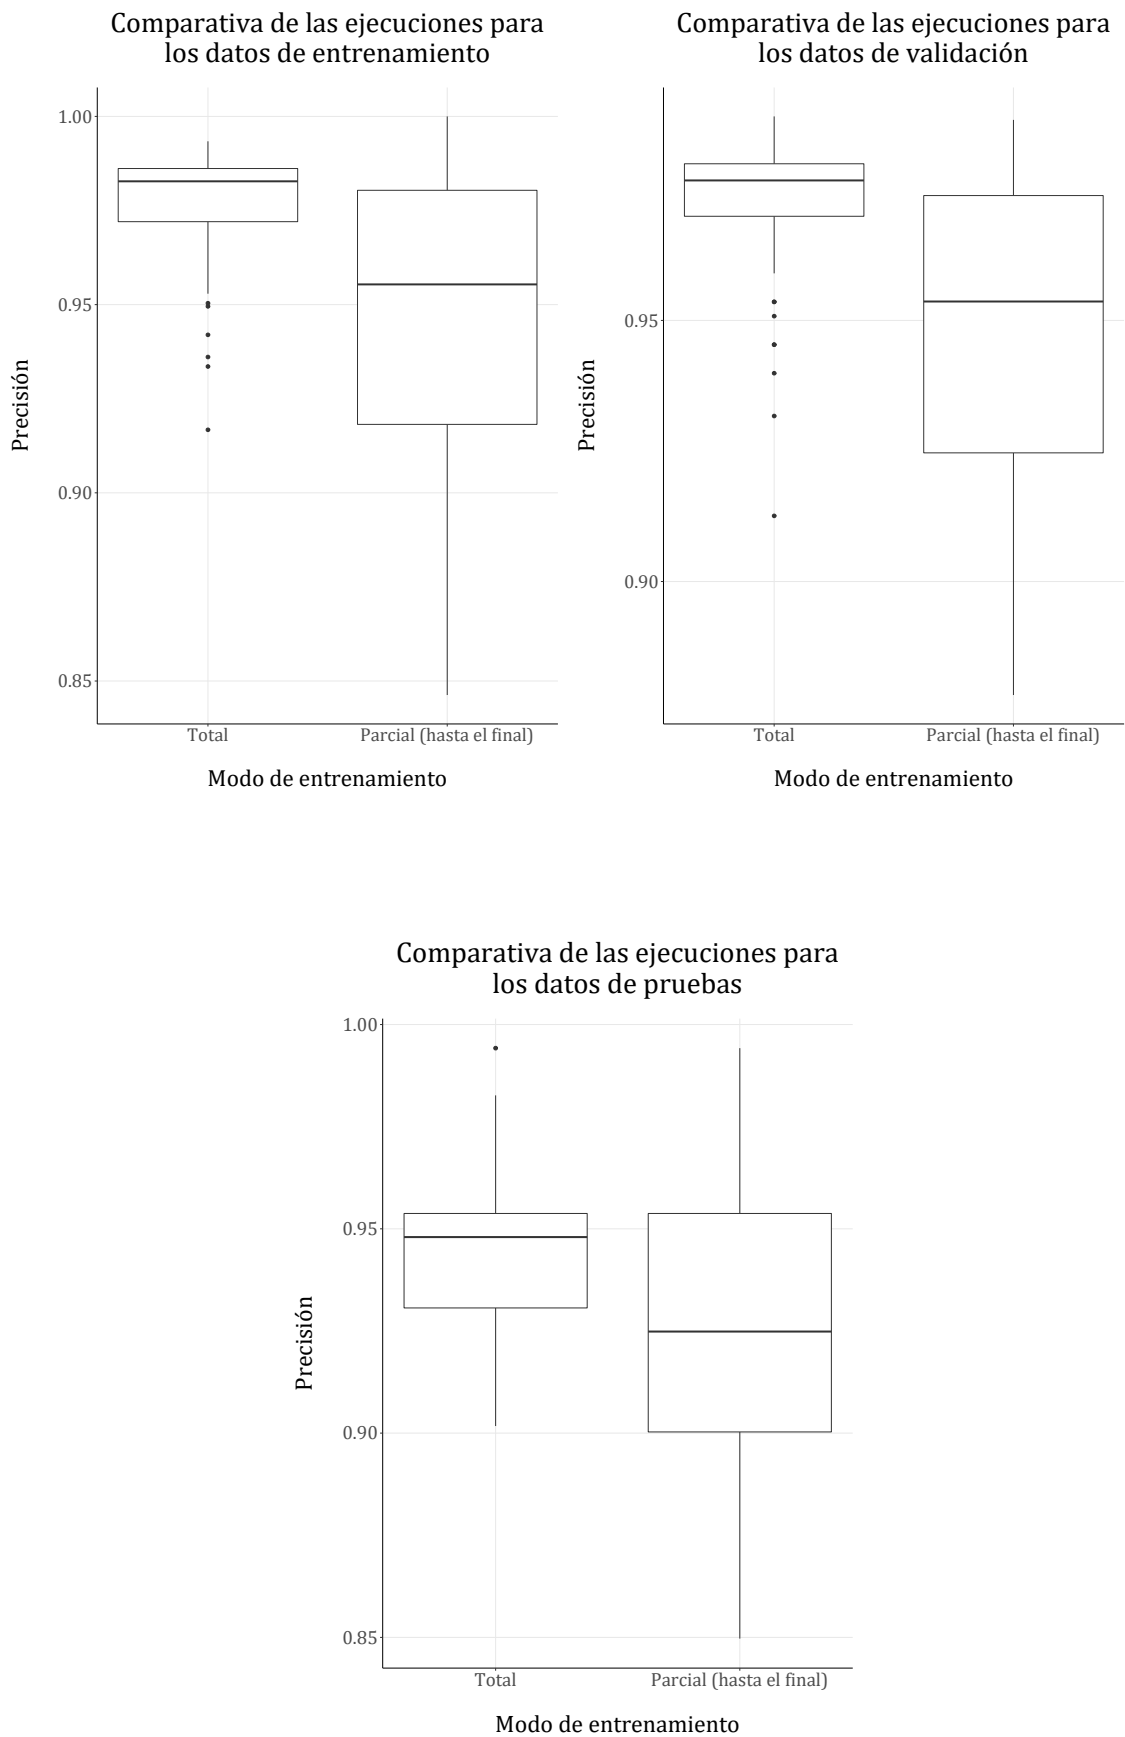 Comparativa de las ejecuciones para
los datos de entrenamiento
Precisión
1.00
0.95
0.90
0.85
Total
Parcial (hasta el final)
Modo de entrenamiento
Comparativa de las ejecuciones para
los datos de validación
Precisión
0.95
0.90
Total
Parcial (hasta el final)
Modo de entrenamiento
Comparativa de las ejecuciones para
los datos de pruebas
Precisión
1.00
0.95
0.90
0.85
Total
Parcial (hasta el final)
Modo de entrenamiento